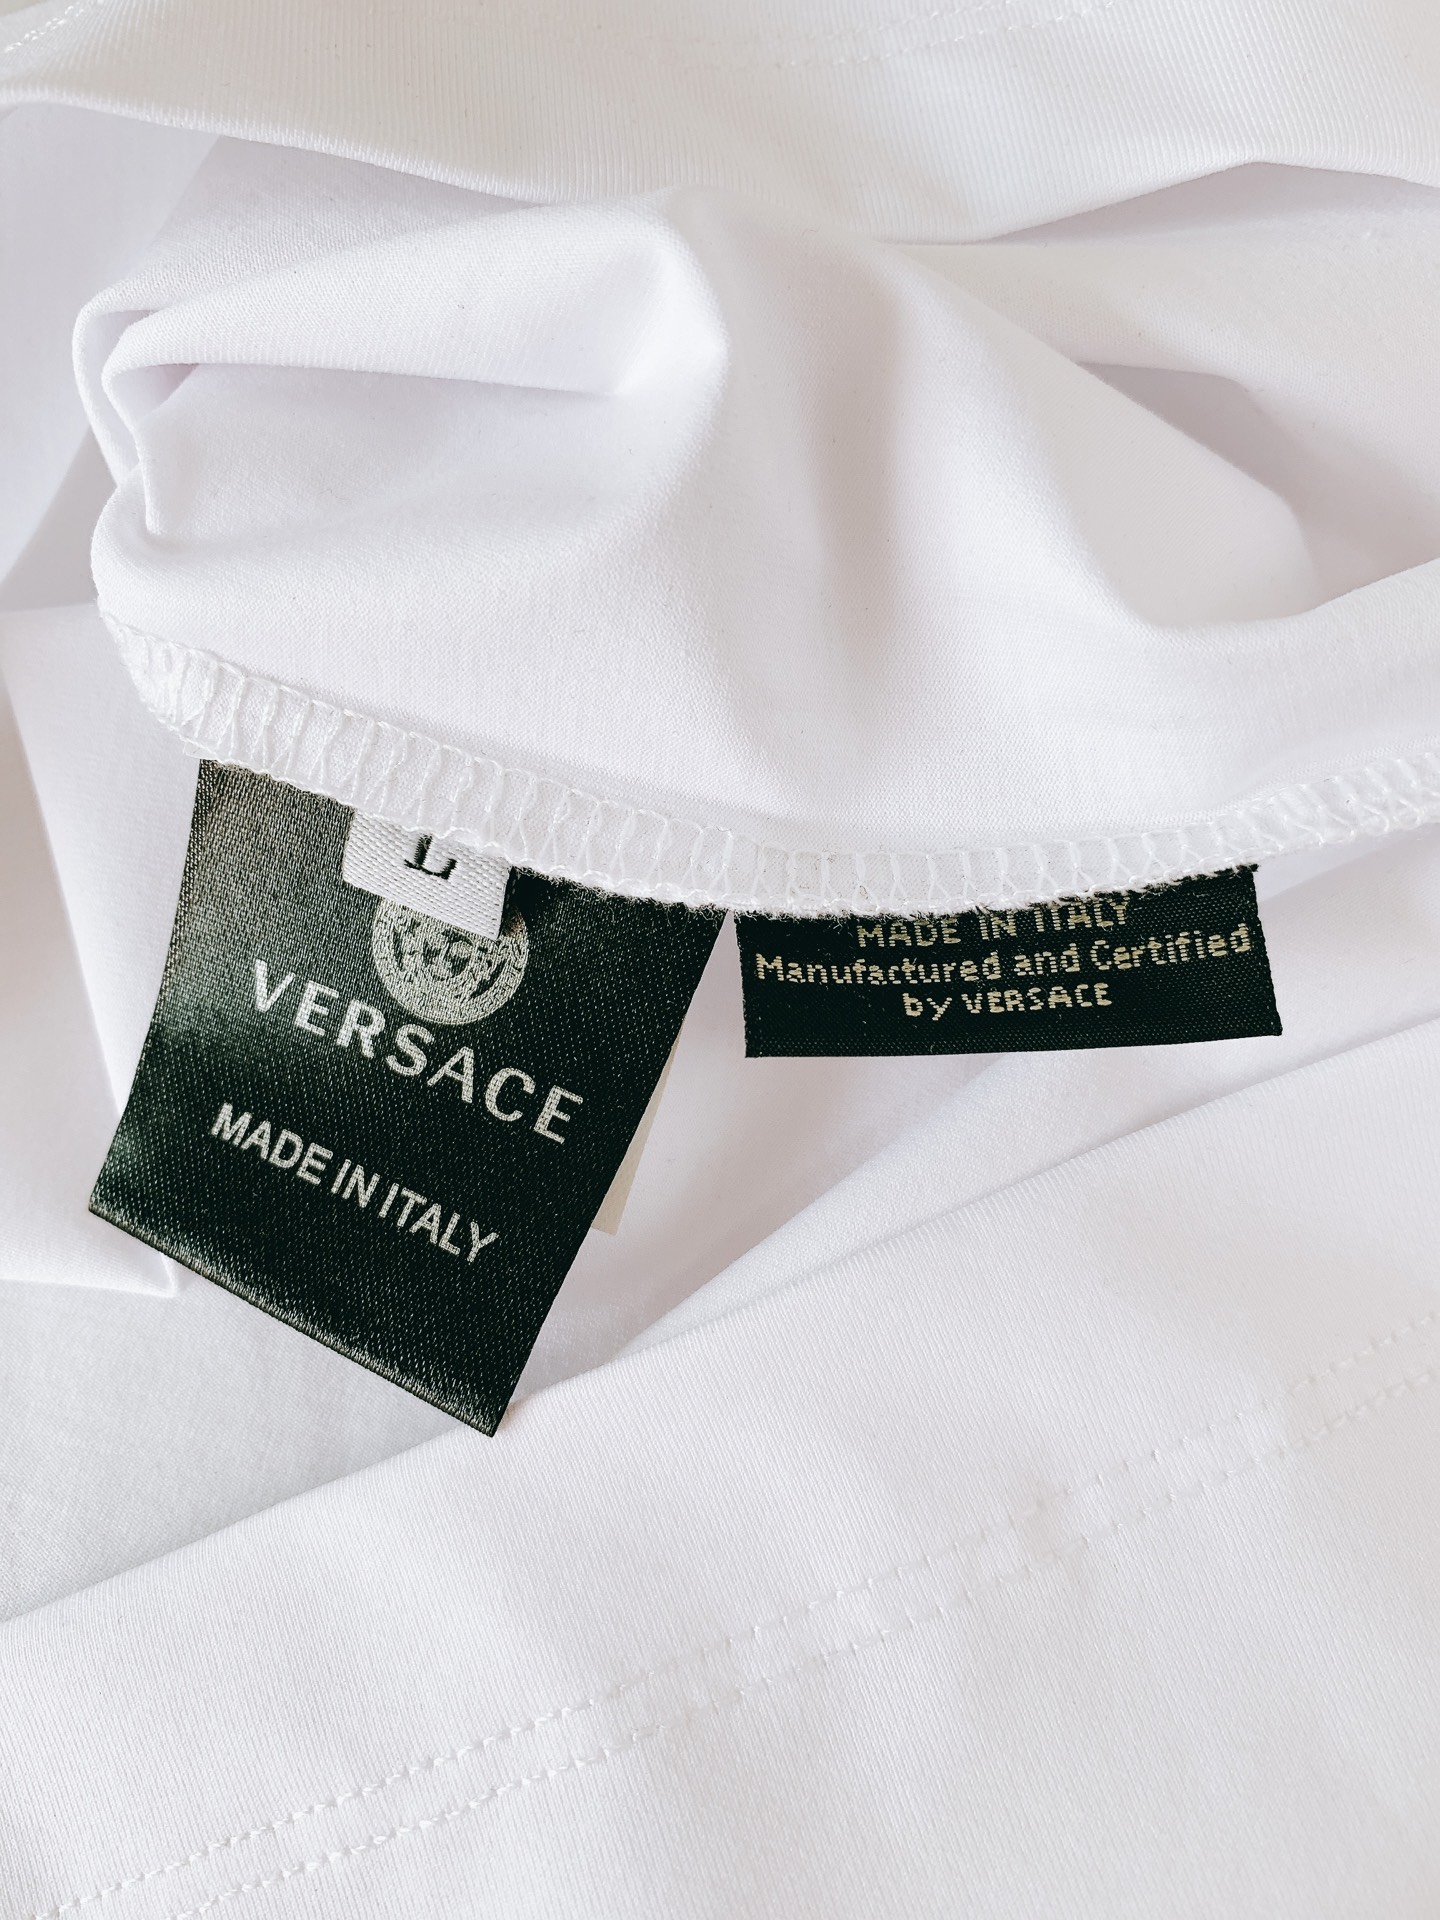 L
VERSACE
MADE IN ITALY
MADE IN ITALY
Manufactured and Certified
by VERSACE